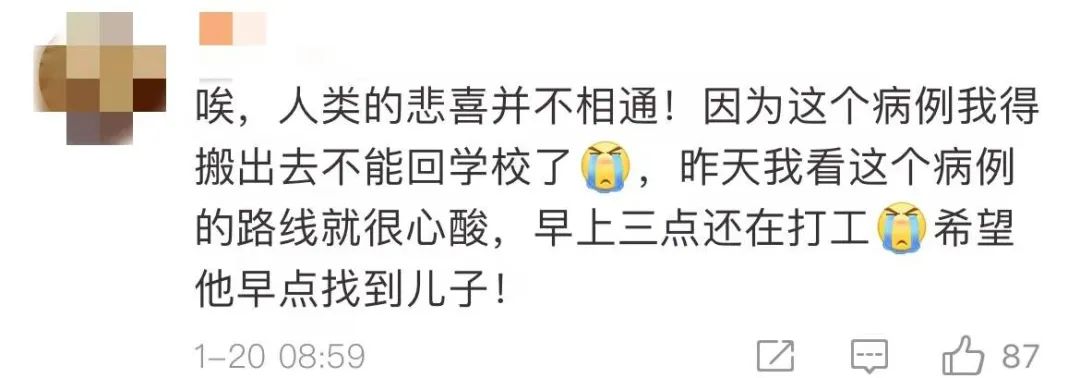 唉，人类的悲喜并不相通！因为这个病例我得
搬出去不能回学校了😭，昨天我看这个病例
的路线就很心酸，早上三点还在打工😭希望
他早点找到儿子！
1-20 08:59
87